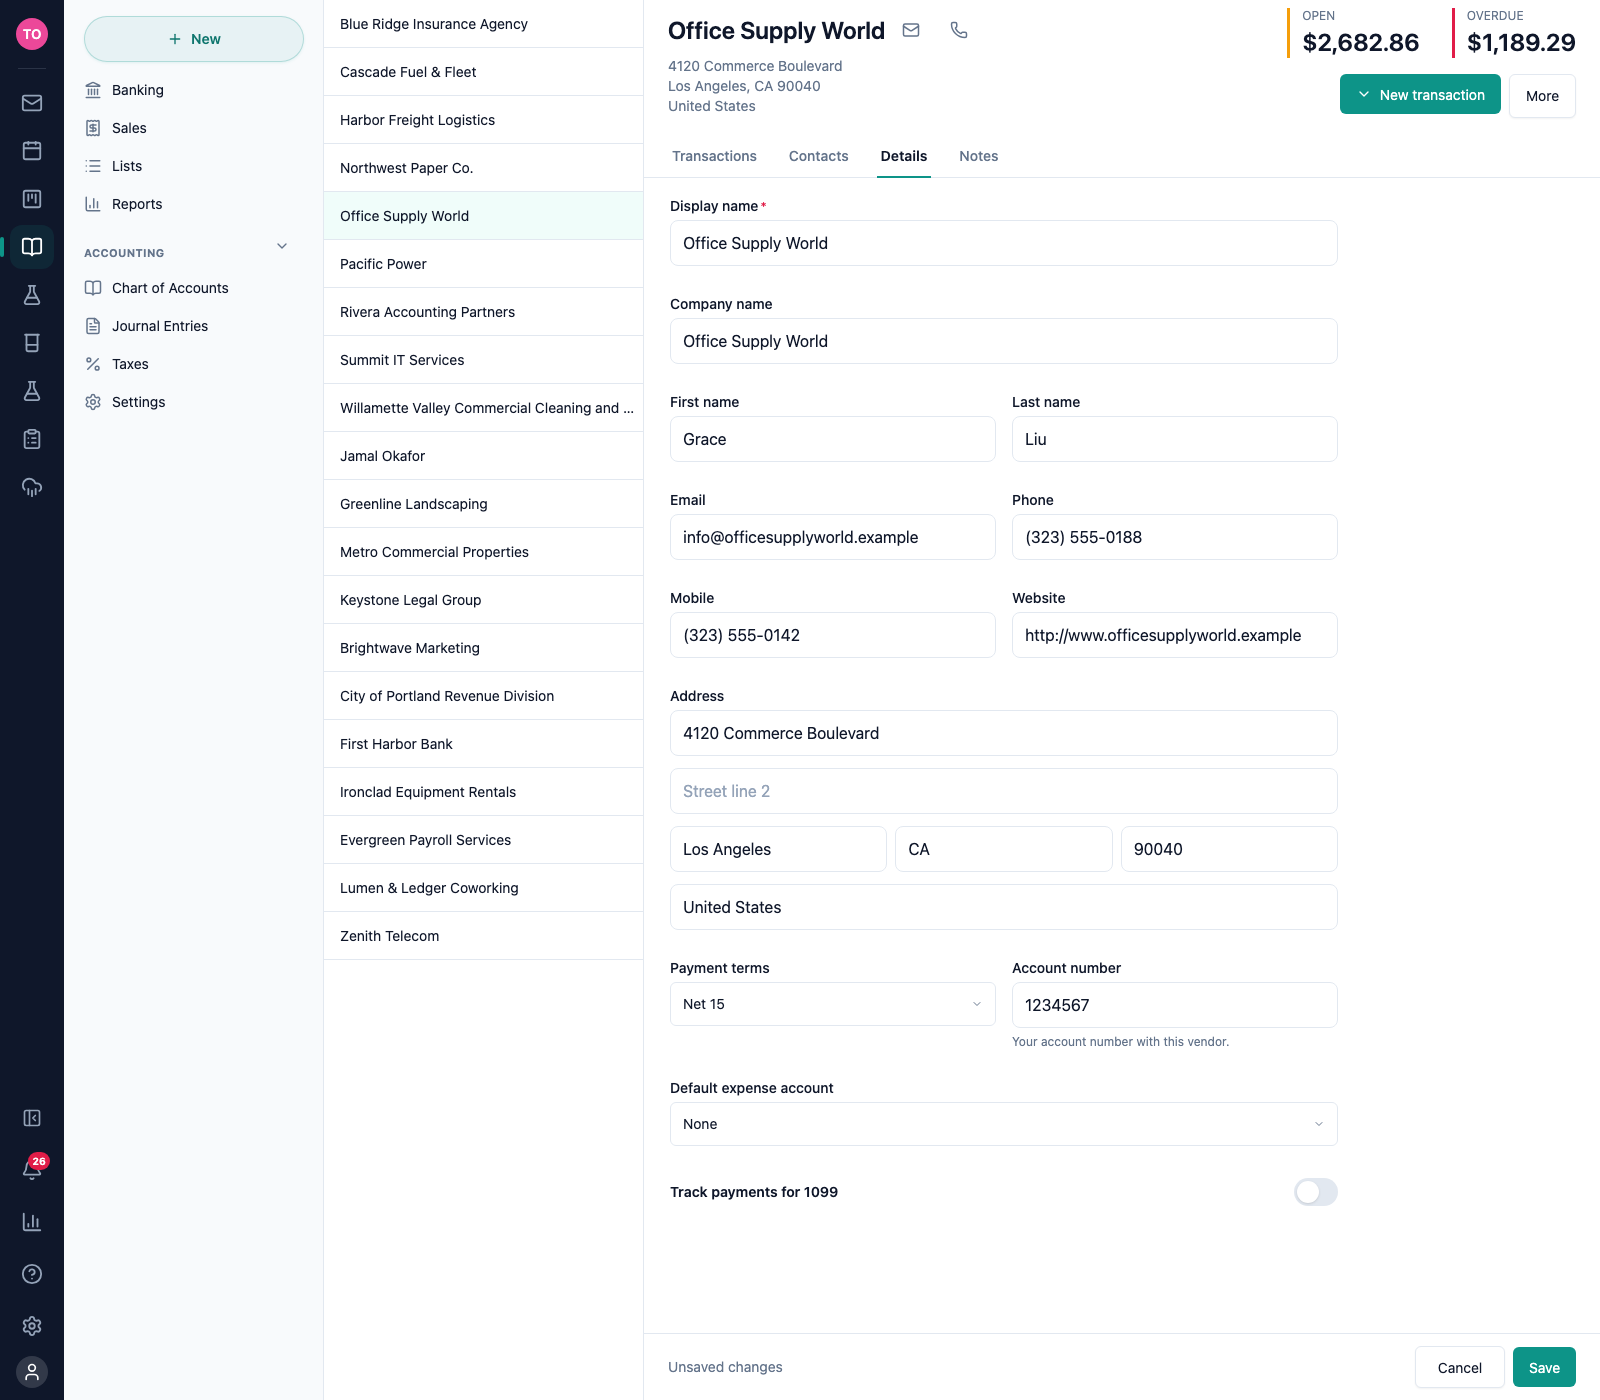 TO
26
New
Banking
Sales
Lists
Reports
ACCOUNTING
Chart of Accounts
Journal Entries
Taxes
Settings
Blue Ridge Insurance Agency
Cascade Fuel & Fleet
Harbor Freight Logistics
Northwest Paper Co.
Office Supply World
Pacific Power
Rivera Accounting Partners
Summit IT Services
Willamette Valley Commercial Cleaning and ...
Jamal Okafor
Greenline Landscaping
Metro Commercial Properties
Keystone Legal Group
Brightwave Marketing
City of Portland Revenue Division
First Harbor Bank
Ironclad Equipment Rentals
Evergreen Payroll Services
Lumen & Ledger Coworking
Zenith Telecom
Office Supply World
4120 Commerce Boulevard
Los Angeles, CA 90040
United States
OPEN
$2,682.86
OVERDUE
$1,189.29
New transaction
More
Transactions
Contacts
Details
Notes
Display name*
Office Supply World
Company name
Office Supply World
First name
Last name
Grace
Liu
Email
Phone
info@officesupplyworld.example
(323) 555-0188
Mobile
Website
(323) 555-0142
http://www.officesupplyworld.example
Address
4120 Commerce Boulevard
Street line 2
Los Angeles
CA
90040
United States
Payment terms
Account number
Net 15
1234567
Your account number with this vendor.
Default expense account
None
Track payments for 1099
Unsaved changes
Cancel
Save